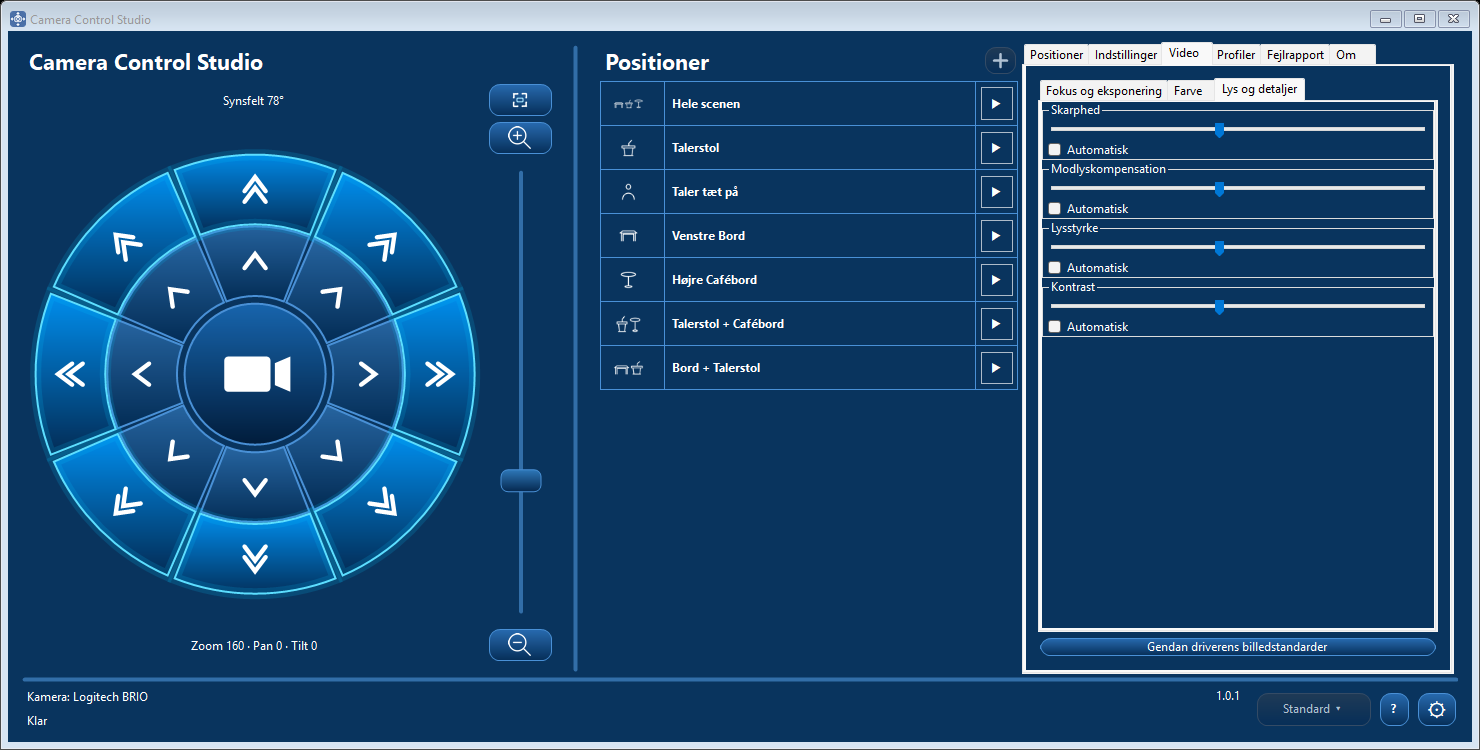 Camera Control Studio
Camera Control Studio
Synsfelt 78°
Zoom 160 · Pan 0 · Tilt 0
Positioner
Hele scenen
Talerstol
Taler tæt på
Venstre Bord
Højre Cafébord
Talerstol + Cafébord
Bord + Talerstol
Positioner Indstillinger Video Profiler Fejlrapport Om
Fokus og eksponering Farve Lys og detaljer
Skarphed
Automatisk
Modlyskompensation
Automatisk
Lysstyrke
Automatisk
Kontrast
Automatisk
Gendan driverens billedstandarder
Kamera: Logitech BRIO
Klar
1.0.1
Standard
?